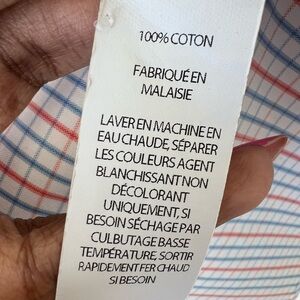 100% COTON
FABRIQUÉ EN
MALAISIE
LAVER EN MACHINE EN
EAU CHAUDE, SÉPARER
LES COULEURS AGENT
BLANCHISSANT NON
DÉCOLORANT
UNIQUEMENT, SI
BESOIN SÉCHAGE PAR
CULBUTAGE BASSE
TEMPÉRATURE, SORTIR
RAPIDEMENT FER CHAUD
SI BESOIN